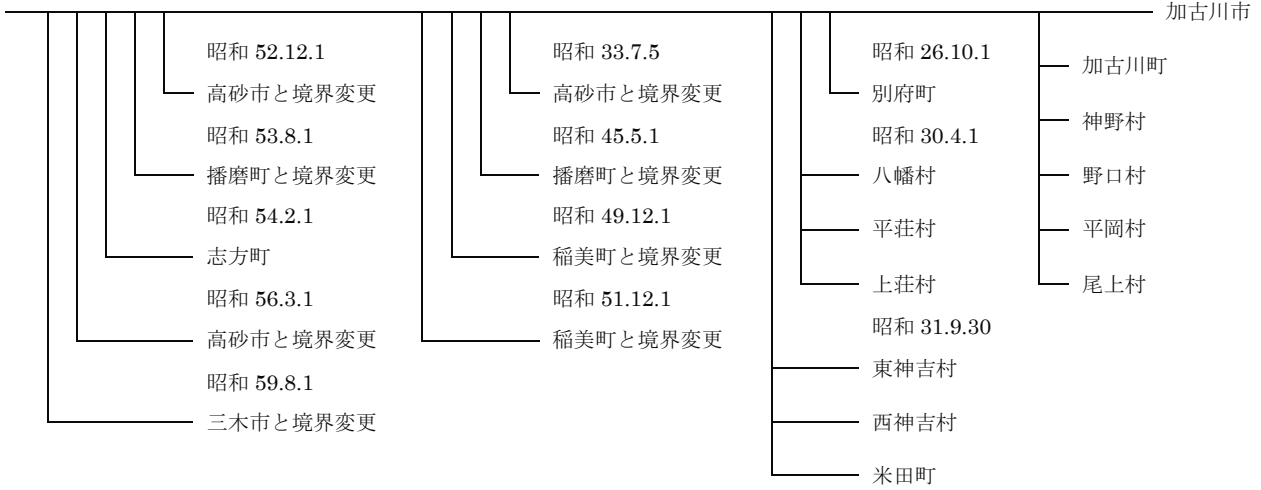 加古川市
昭和 52.12.1
高砂市と境界変更
昭和 53.8.1
播磨町と境界変更
昭和 54.2.1
志方町
昭和 56.3.1
高砂市と境界変更
昭和 59.8.1
三木市と境界変更
昭和 33.7.5
高砂市と境界変更
昭和 45.5.1
播磨町と境界変更
昭和 49.12.1
稲美町と境界変更
昭和 51.12.1
稲美町と境界変更
昭和 26.10.1
別府町
昭和 30.4.1
八幡村
平荘村
上荘村
昭和 31.9.30
東神吉村
西神吉村
米田町
加古川町
神野村
野口村
平岡村
尾上村